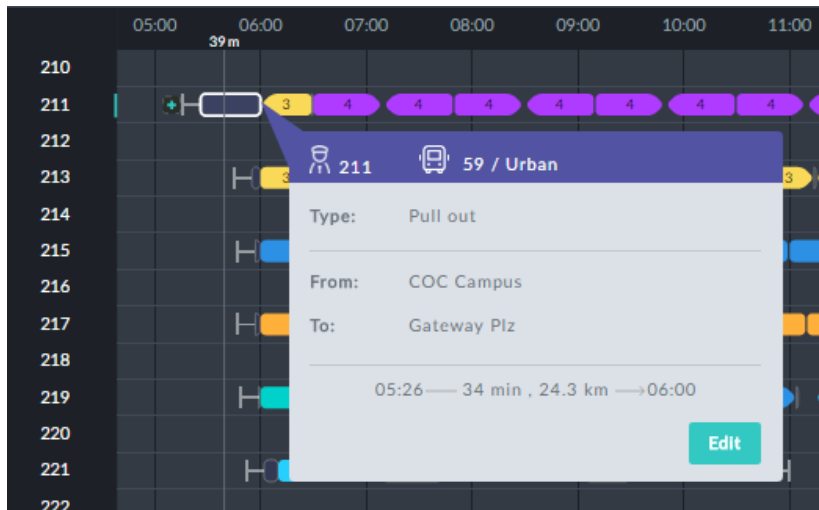 05:00 06:00 07:00 08:00 09:00 10:00 11:00
39 m
210
211 3 4 4 4 4 4 4 4
212
211 59 / Urban
213 3 3
214
Type: Pull out
215
216
From: COC Campus
217
To: Gateway Plz
218
219
05:26 34 min , 24.3 km 06:00
220
Edit
221
222